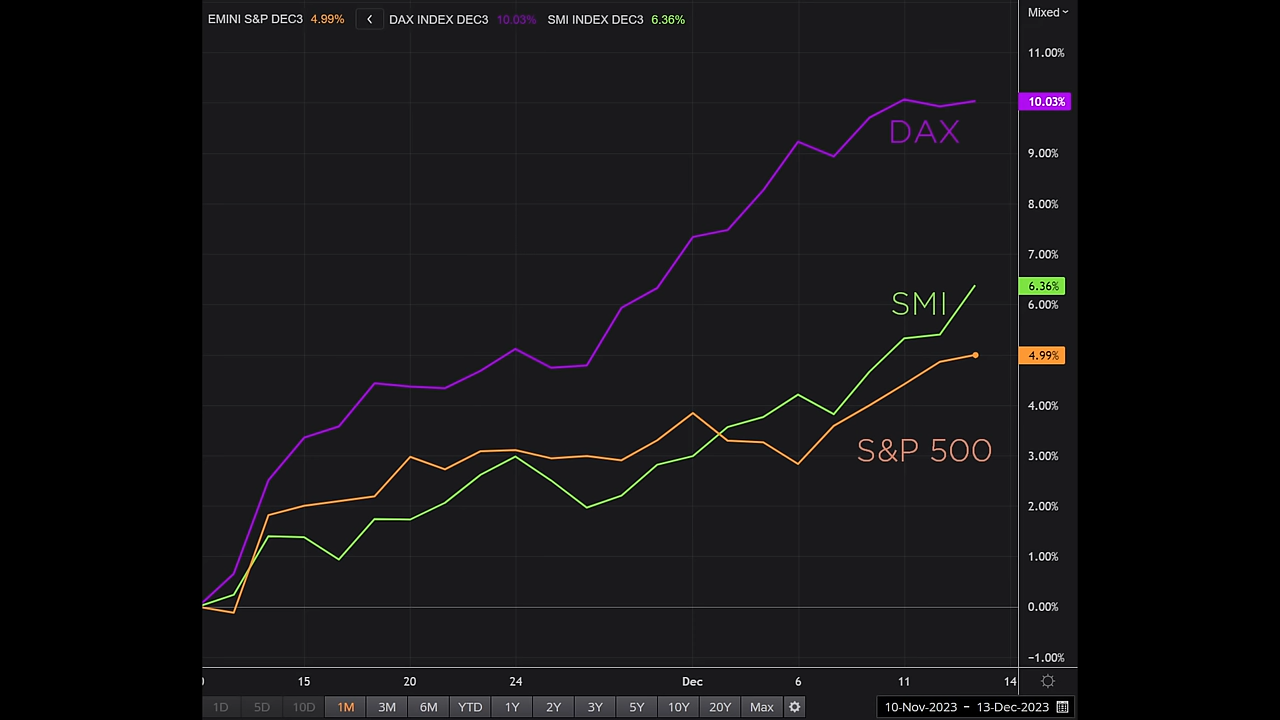 EMINI S&P DEC3 4.99% DAX INDEX DEC3 10.03% SMI INDEX DEC3 6.36%
Mixed
11.00%
10.03%
DAX
9.00%
8.00%
7.00%
SMI
6.36%
6.00%
4.99%
4.00%
S&P 500
3.00%
2.00%
1.00%
0.00%
−1.00%
15 20 24 Dec 6 11 14
1D 5D 10D 1M 3M 6M YTD 1Y 2Y 3Y 5Y 10Y 20Y Max 10-Nov-2023 – 13-Dec-2023